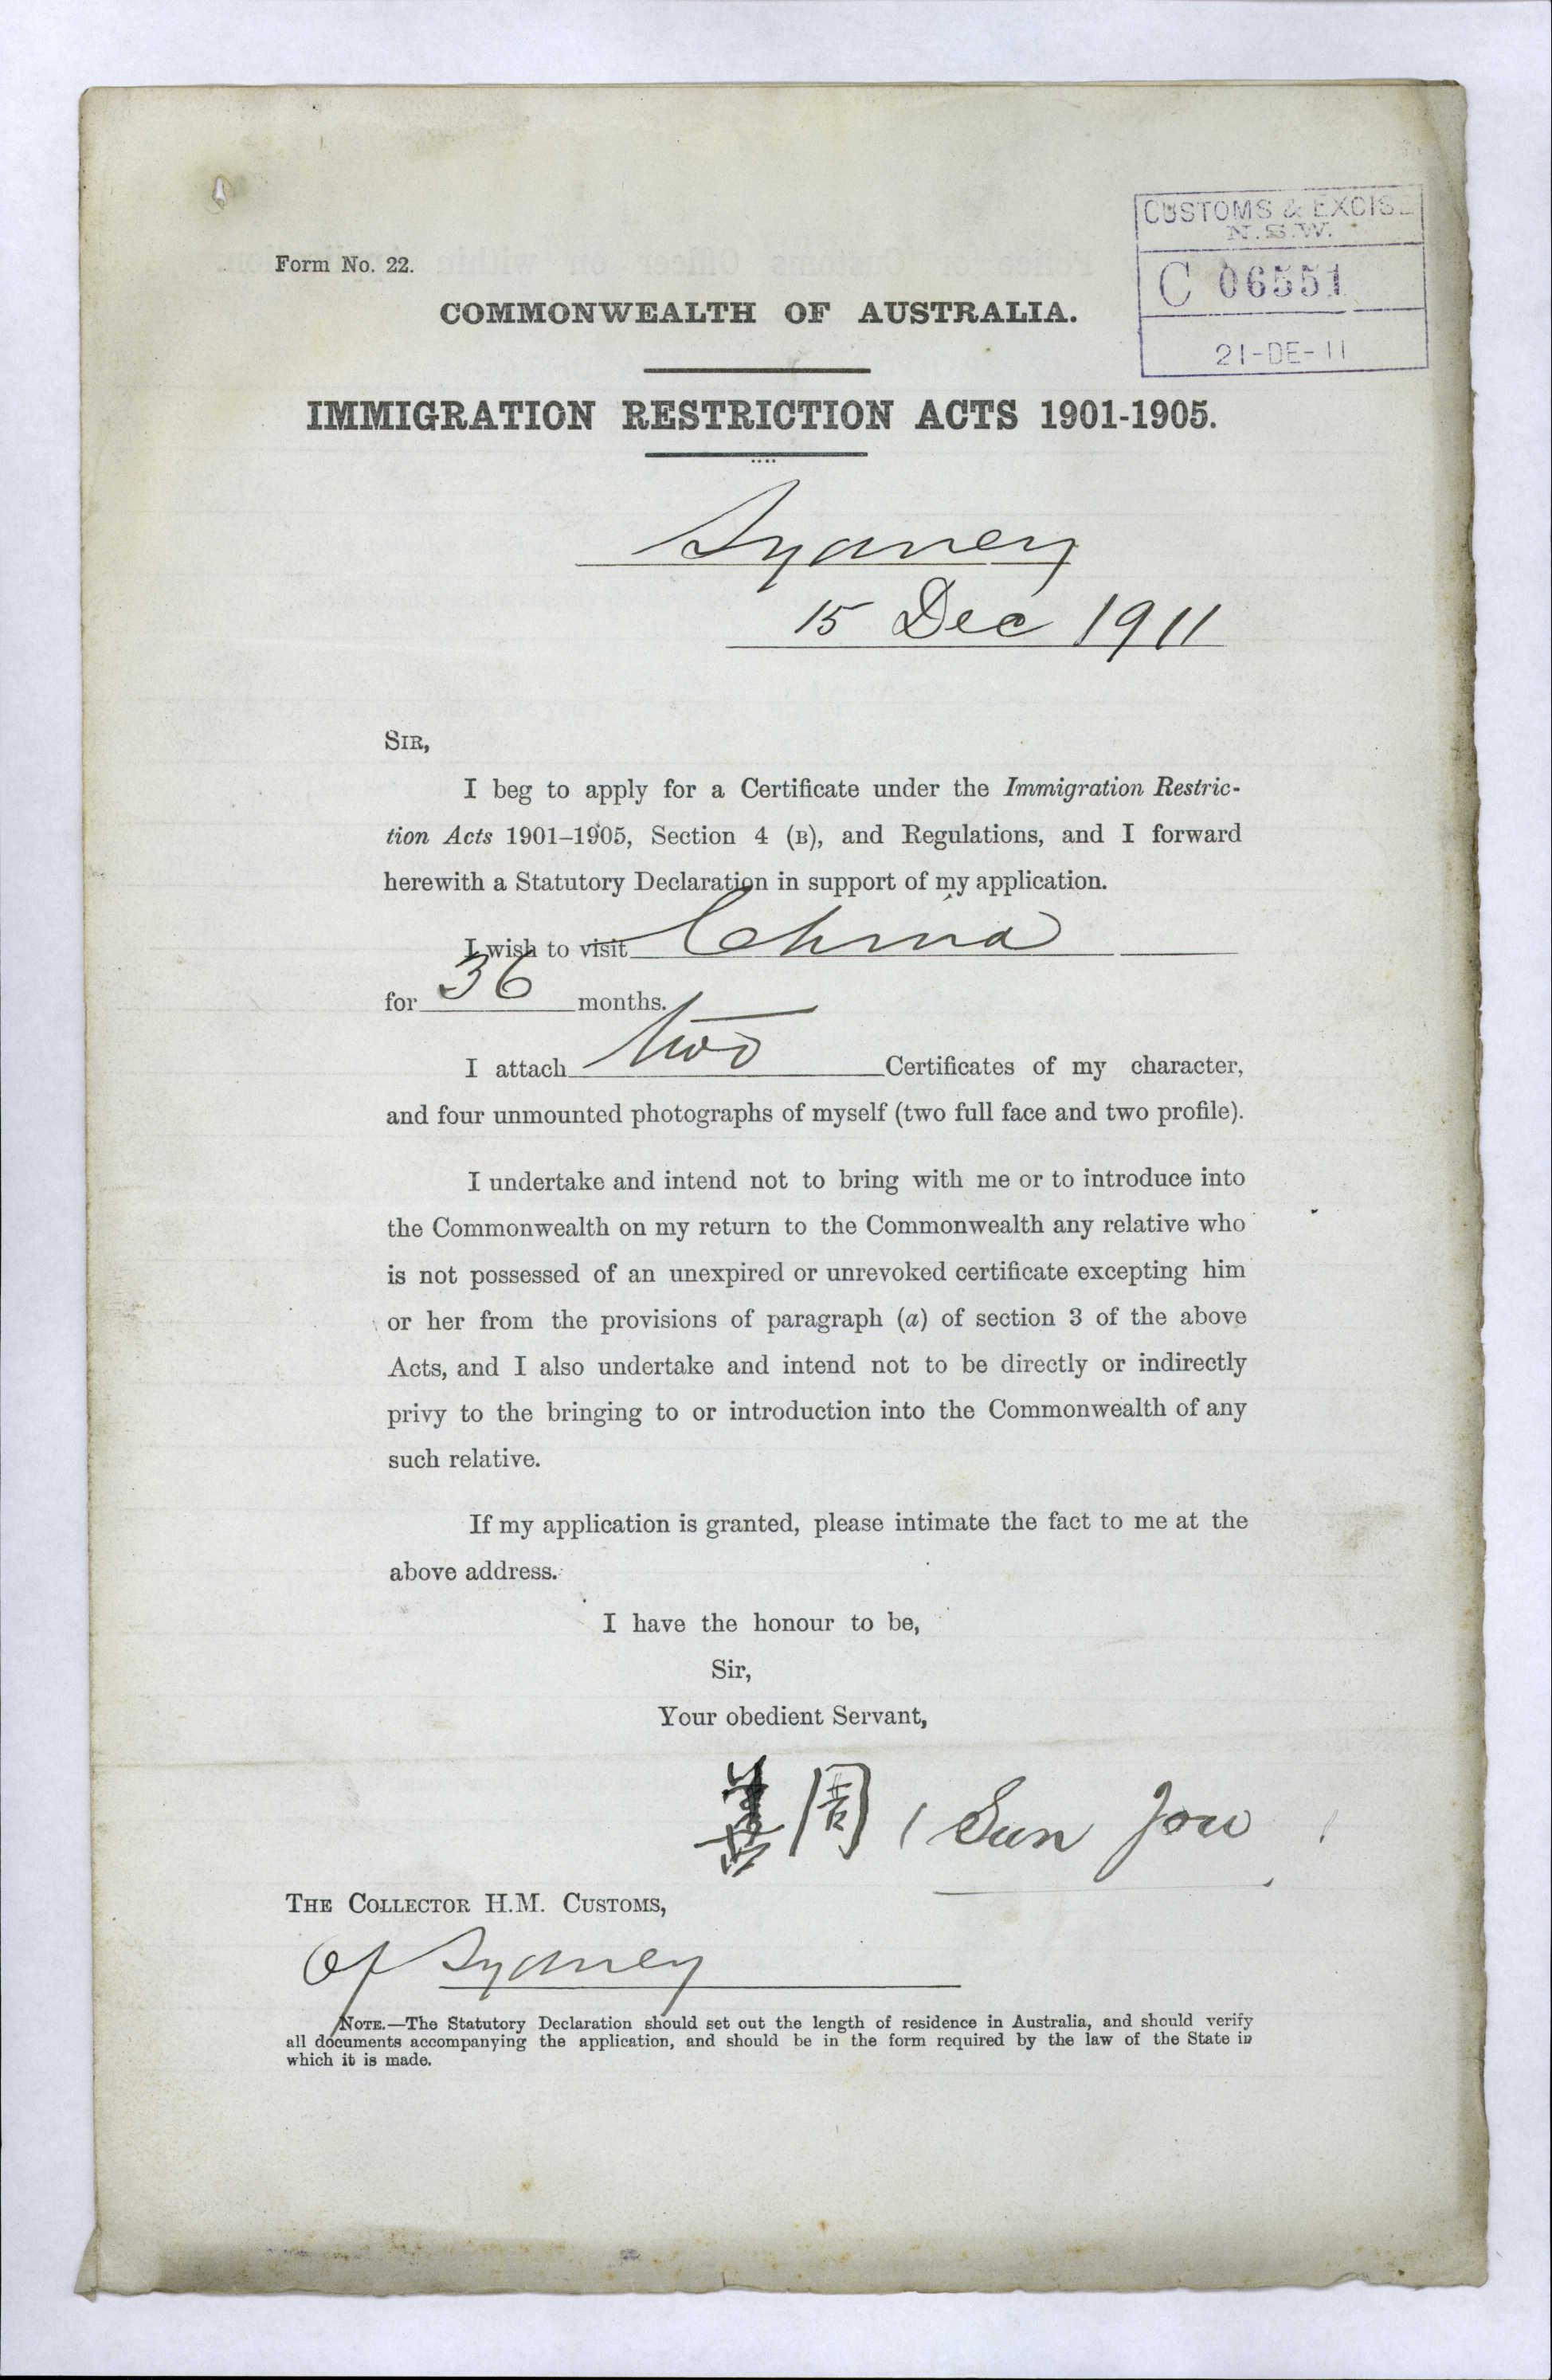 CUSTOMS & EXCISE
N.S.W.
C 06551
21-DE-11
Form No. 22.
COMMONWEALTH OF AUSTRALIA.
IMMIGRATION RESTRICTION ACTS 1901-1905.
Sydney
15 Dec 1911
SIR,
I beg to apply for a Certificate under the Immigration Restric-
tion Acts 1901–1905, Section 4 (B), and Regulations, and I forward
herewith a Statutory Declaration in support of my application.
I wish to visit China
for 36 months.
I attach two Certificates of my character,
and four unmounted photographs of myself (two full face and two profile).
I undertake and intend not to bring with me or to introduce into
the Commonwealth on my return to the Commonwealth any relative who
is not possessed of an unexpired or unrevoked certificate excepting him
or her from the provisions of paragraph (a) of section 3 of the above
Acts, and I also undertake and intend not to be directly or indirectly
privy to the bringing to or introduction into the Commonwealth of any
such relative.
If my application is granted, please intimate the fact to me at the
above address.
I have the honour to be,
Sir,
Your obedient Servant,
周 ( Sun Jow
THE COLLECTOR H.M. CUSTOMS,
of Sydney
NOTE.—The Statutory Declaration should set out the length of residence in Australia, and should verify
all documents accompanying the application, and should be in the form required by the law of the State in
which it is made.